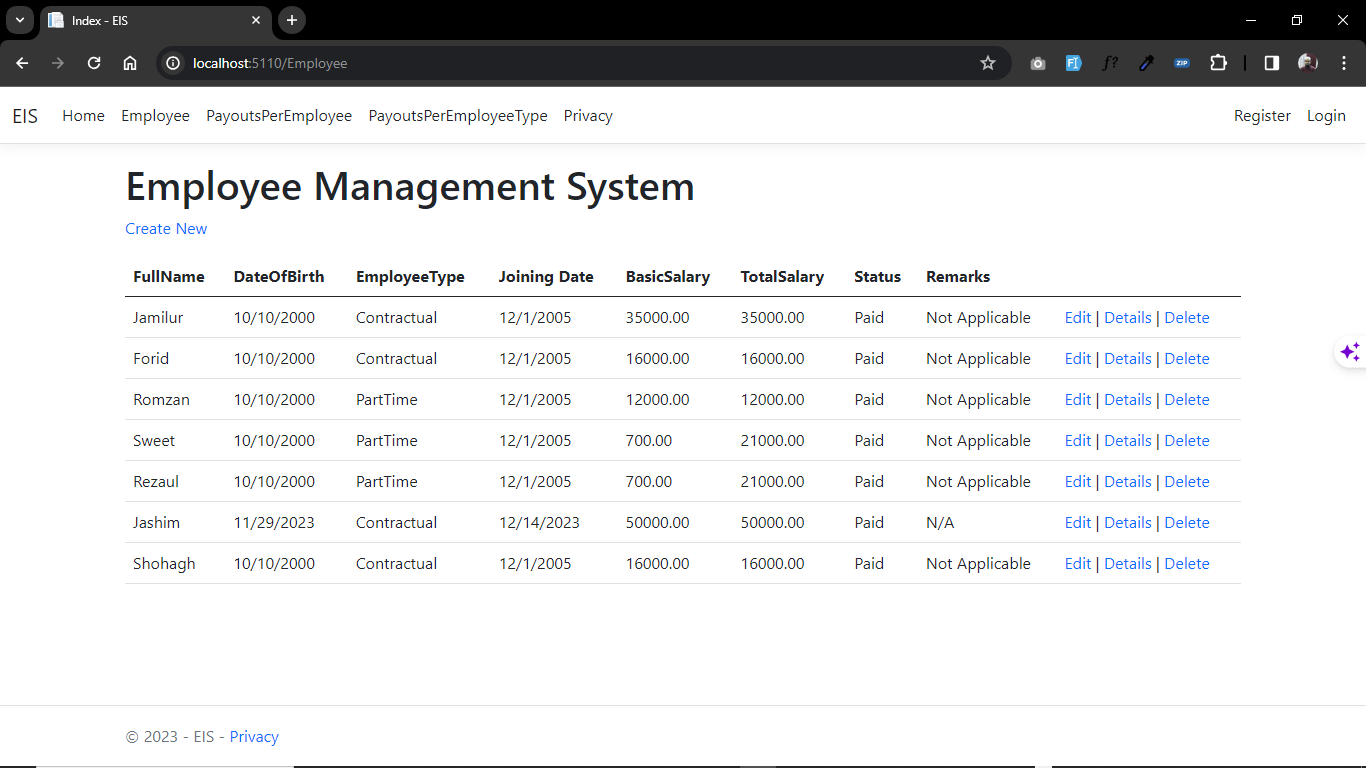 Index - EIS
localhost:5110/Employee
f?
ZIP
EIS Home Employee PayoutsPerEmployee PayoutsPerEmployeeType Privacy Register Login
Employee Management System
Create New
FullName DateOfBirth EmployeeType Joining Date BasicSalary TotalSalary Status Remarks
Jamilur 10/10/2000 Contractual 12/1/2005 35000.00 35000.00 Paid Not Applicable Edit | Details | Delete
Forid 10/10/2000 Contractual 12/1/2005 16000.00 16000.00 Paid Not Applicable Edit | Details | Delete
Romzan 10/10/2000 PartTime 12/1/2005 12000.00 12000.00 Paid Not Applicable Edit | Details | Delete
Sweet 10/10/2000 PartTime 12/1/2005 700.00 21000.00 Paid Not Applicable Edit | Details | Delete
Rezaul 10/10/2000 PartTime 12/1/2005 700.00 21000.00 Paid Not Applicable Edit | Details | Delete
Jashim 11/29/2023 Contractual 12/14/2023 50000.00 50000.00 Paid N/A Edit | Details | Delete
Shohagh 10/10/2000 Contractual 12/1/2005 16000.00 16000.00 Paid Not Applicable Edit | Details | Delete
© 2023 - EIS - Privacy